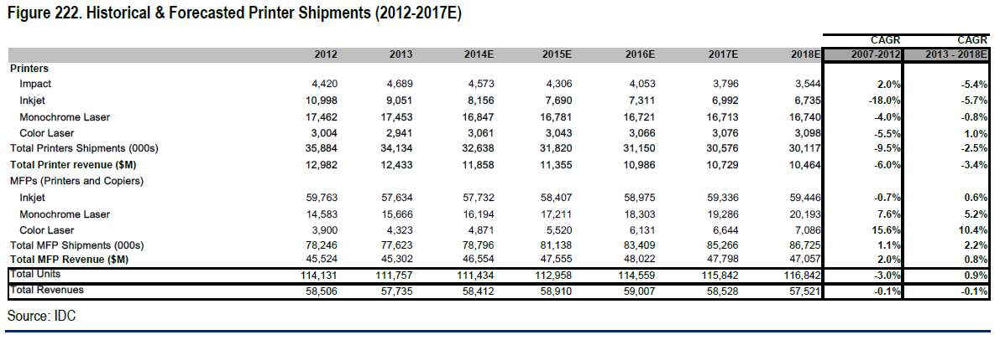 Figure 222. Historical & Forecasted Printer Shipments (2012-2017E)
CAGR CAGR
2012 2013 2014E 2015E 2016E 2017E 2018E 2007-2012 2013 - 2018E
Printers
Impact 4,420 4,689 4,573 4,306 4,053 3,796 3,544 2.0% -5.4%
Inkjet 10,998 9,051 8,156 7,690 7,311 6,992 6,735 -18.0% -5.7%
Monochrome Laser 17,462 17,453 16,847 16,781 16,721 16,713 16,740 -4.0% -0.8%
Color Laser 3,004 2,941 3,061 3,043 3,066 3,076 3,098 -5.5% 1.0%
Total Printers Shipments (000s) 35,884 34,134 32,638 31,820 31,150 30,576 30,117 -9.5% -2.5%
Total Printer revenue ($M) 12,982 12,433 11,858 11,355 10,986 10,729 10,464 -6.0% -3.4%
MFPs (Printers and Copiers)
Inkjet 59,763 57,634 57,732 58,407 58,975 59,336 59,446 -0.7% 0.6%
Monochrome Laser 14,583 15,666 16,194 17,211 18,303 19,286 20,193 7.6% 5.2%
Color Laser 3,900 4,323 4,871 5,520 6,131 6,644 7,086 15.6% 10.4%
Total MFP Shipments (000s) 78,246 77,623 78,796 81,138 83,409 85,266 86,725 1.1% 2.2%
Total MFP Revenue ($M) 45,524 45,302 46,554 47,555 48,022 47,798 47,057 2.0% 0.8%
Total Units 114,131 111,757 111,434 112,958 114,559 115,842 116,842 -3.0% 0.9%
Total Revenues 58,506 57,735 58,412 58,910 59,007 58,528 57,521 -0.1% -0.1%
Source: IDC